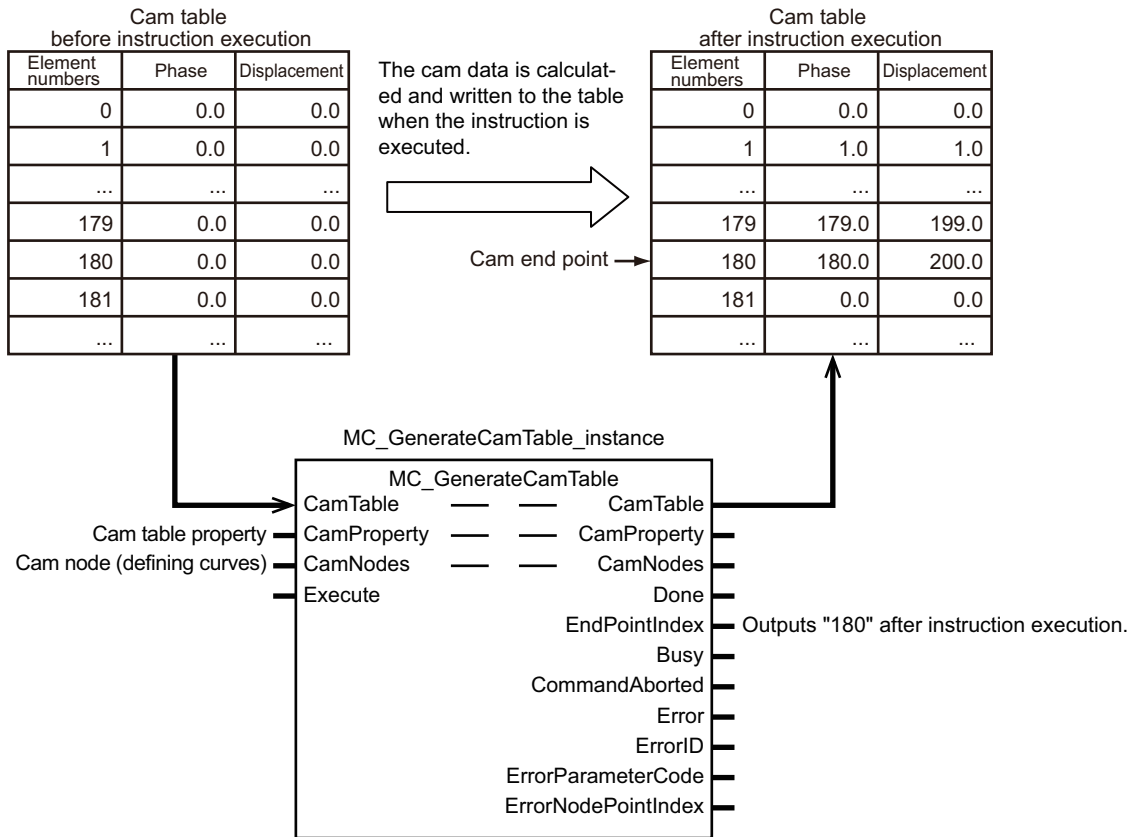 Cam table
before instruction execution
Element numbers Phase Displacement
0 0.0 0.0
1 0.0 0.0
... ... ...
179 0.0 0.0
180 0.0 0.0
181 0.0 0.0
... ... ...
The cam data is calculat-
ed and written to the table
when the instruction is
executed.
Cam end point
Cam table
after instruction execution
Element numbers Phase Displacement
0 0.0 0.0
1 1.0 1.0
... ... ...
179 179.0 199.0
180 180.0 200.0
181 0.0 0.0
... ... ...
MC_GenerateCamTable_instance
MC_GenerateCamTable
CamTable — — CamTable
Cam table property CamProperty — — CamProperty
Cam node (defining curves) CamNodes — — CamNodes
Execute Done
EndPointIndex Outputs "180" after instruction execution.
Busy
CommandAborted
Error
ErrorID
ErrorParameterCode
ErrorNodePointIndex